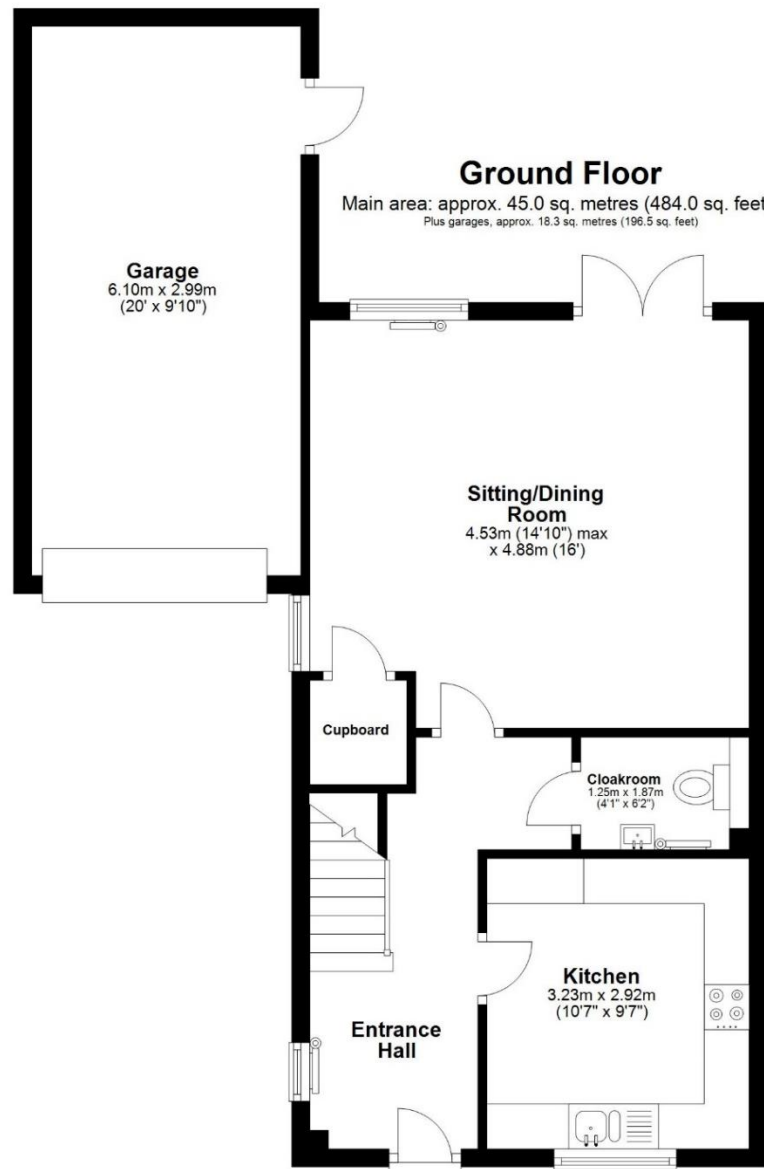 Ground Floor
Main area: approx. 45.0 sq. metres (484.0 sq. feet
Plus garages, approx. 18.3 sq. metres (196.5 sq. feet)
Garage
6.10m x 2.99m
(20' x 9'10")
Sitting/Dining
Room
4.53m (14'10") max
x 4.88m (16')
Cupboard
Cloakroom
1.25m x 1.87m
(4'1" x 6'2")
Kitchen
3.23m x 2.92m
(10'7" x 9'7")
Entrance
Hall